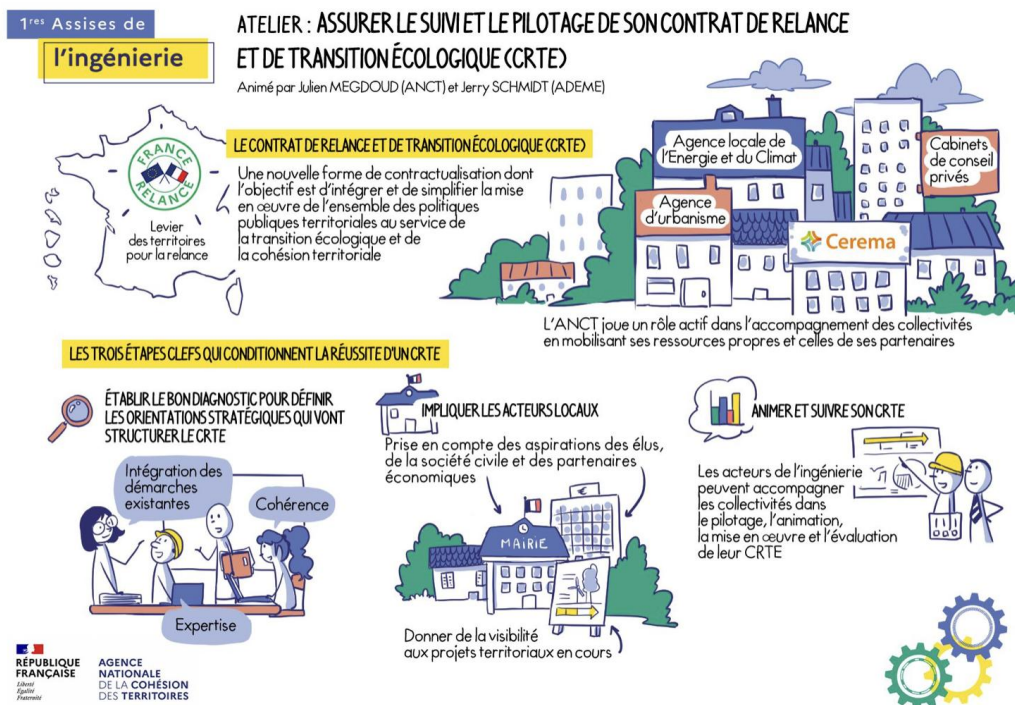 1res Assises de
l'ingénierie
ATELIER : ASSURER LE SUIVI ET LE PILOTAGE DE SON CONTRAT DE RELANCE
ET DE TRANSITION ÉCOLOGIQUE (CRTE)
Animé par Julien MEGDOUD (ANCT) et Jerry SCHMIDT (ADEME)
FRANCE
RELANCE
Levier
des territoires
pour la relance
LE CONTRAT DE RELANCE ET DE TRANSITION ÉCOLOGIQUE (CRTE)
Une nouvelle forme de contractualisation dont
l'objectif est d'intégrer et de simplifier la mise
en œuvre de l'ensemble des politiques
publiques territoriales au service de
la transition écologique et de
la cohésion territoriale
Agence locale de
l'Energie et du Climat
Cabinets
de conseil
privés
Agence
d'urbanisme
Cerema
L'ANCT joue un rôle actif dans l'accompagnement des collectivités
en mobilisant ses ressources propres et celles de ses partenaires
LES TROIS ÉTAPES CLEFS QUI CONDITIONNENT LA RÉUSSITE D'UN CRTE
ÉTABLIR LE BON DIAGNOSTIC POUR DÉFINIR
LES ORIENTATIONS STRATÉGIQUES QUI VONT
STRUCTURER LE CRTE
Intégration des
démarches
existantes
Cohérence
Expertise
IMPLIQUER LES ACTEURS LOCAUX
Prise en compte des aspirations des élus,
de la société civile et des partenaires
économiques
€
MAIRIE
Donner de la visibilité
aux projets territoriaux en cours
ANIMER ET SUIVRE SON CRTE
Les acteurs de l'ingénierie
peuvent accompagner
les collectivités dans
le pilotage, l'animation,
la mise en œuvre et l'évaluation
de leur CRTE
RÉPUBLIQUE
FRANÇAISE
Liberté
Égalité
Fraternité
AGENCE
NATIONALE
DE LA COHÉSION
DES TERRITOIRES